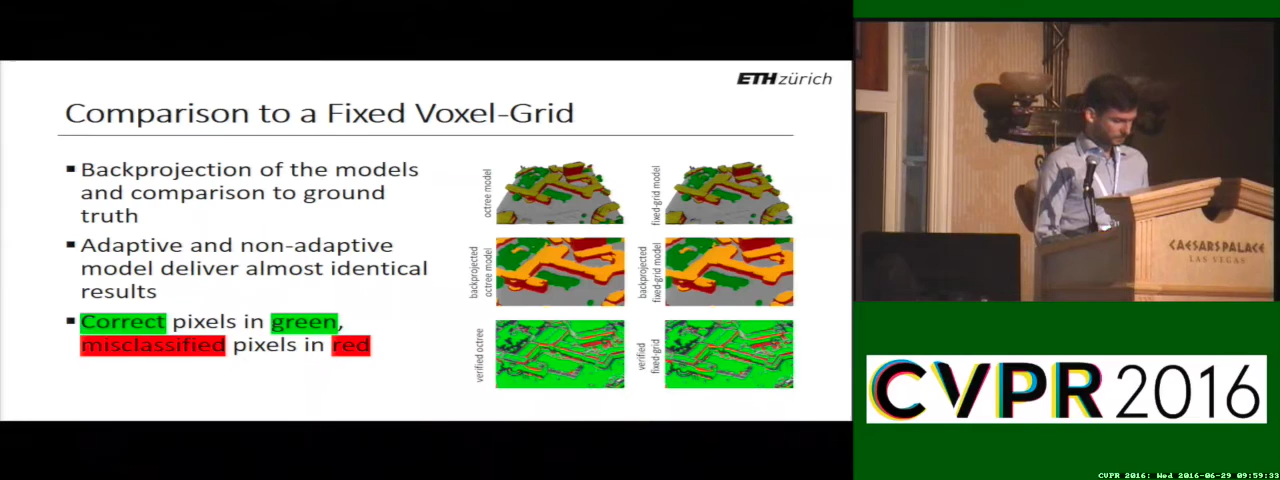 ETH zürich
Comparison to a Fixed Voxel-Grid
▪ Backprojection of the models
and comparison to ground
truth
▪ Adaptive and non-adaptive
model deliver almost identical
results
▪ Correct pixels in green,
misclassified pixels in red
octree model
fixed-grid model
backprojected
octree model
backprojected
fixed-grid model
verified octree
verified
fixed-grid
CAESARS PALACE
LAS VEGAS
CVPR 2016
CVPR 2016: Wed 2016-06-29 09:59:33